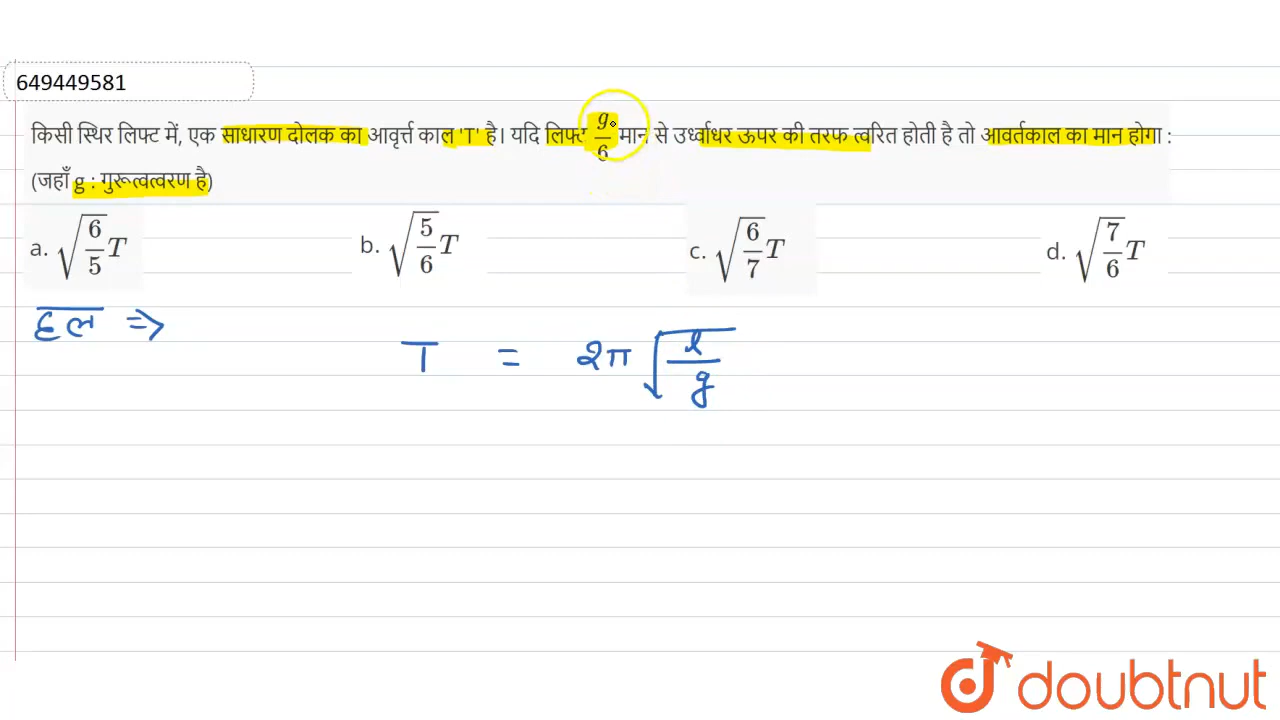 649449581
किसी स्थिर लिफ्ट में, एक साधारण दोलक का आवृर्त्त काल 'T' है। यदि लिफ्ट g/6 मान से उर्ध्वाधर ऊपर की तरफ त्वरित होती है तो आवर्तकाल का मान होगा :
(जहाँ g : गुरूत्वत्वरण है)
a. √(6/5) T b. √(5/6) T c. √(6/7) T d. √(7/6) T
हल ⇒
T = 2π √(l/g)
doubtnut